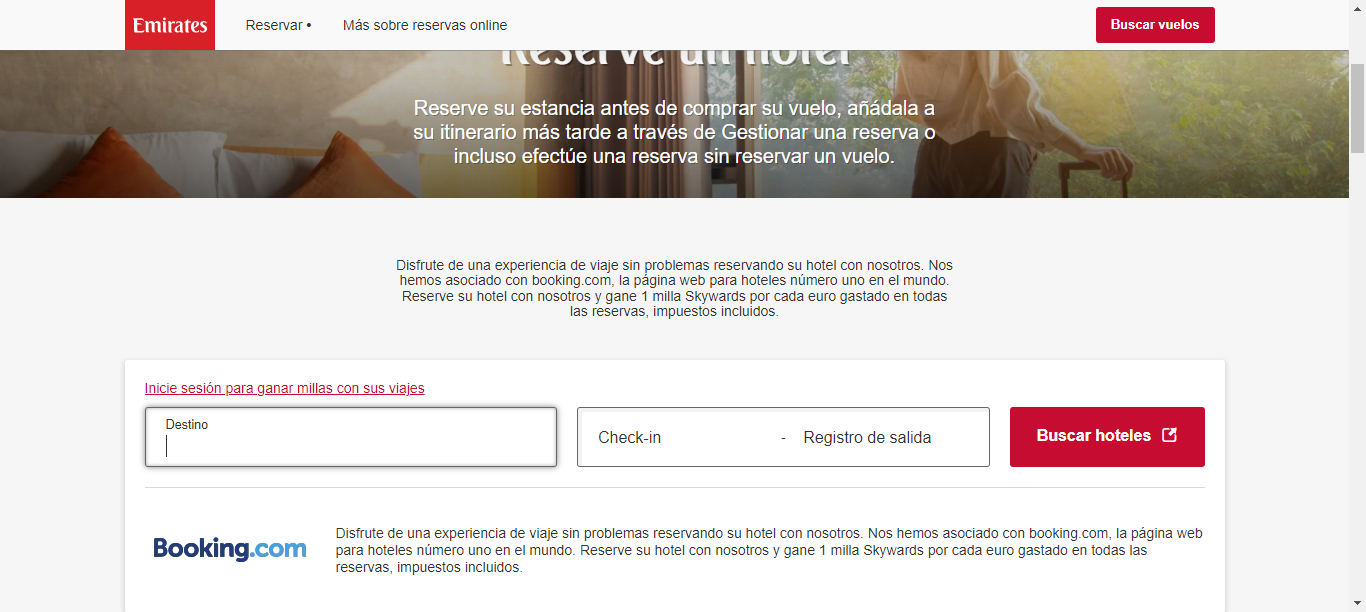 Emirates
Reservar •
Más sobre reservas online
Buscar vuelos
Reserve un hotel
Reserve su estancia antes de comprar su vuelo, añádala a
su itinerario más tarde a través de Gestionar una reserva o
incluso efectúe una reserva sin reservar un vuelo.
Disfrute de una experiencia de viaje sin problemas reservando su hotel con nosotros. Nos
hemos asociado con booking.com, la página web para hoteles número uno en el mundo.
Reserve su hotel con nosotros y gane 1 milla Skywards por cada euro gastado en todas
las reservas, impuestos incluidos.
Inicie sesión para ganar millas con sus viajes
Destino
Check-in - Registro de salida
Buscar hoteles
Booking.com
Disfrute de una experiencia de viaje sin problemas reservando su hotel con nosotros. Nos hemos asociado con booking.com, la página web
para hoteles número uno en el mundo. Reserve su hotel con nosotros y gane 1 milla Skywards por cada euro gastado en todas las
reservas, impuestos incluidos.